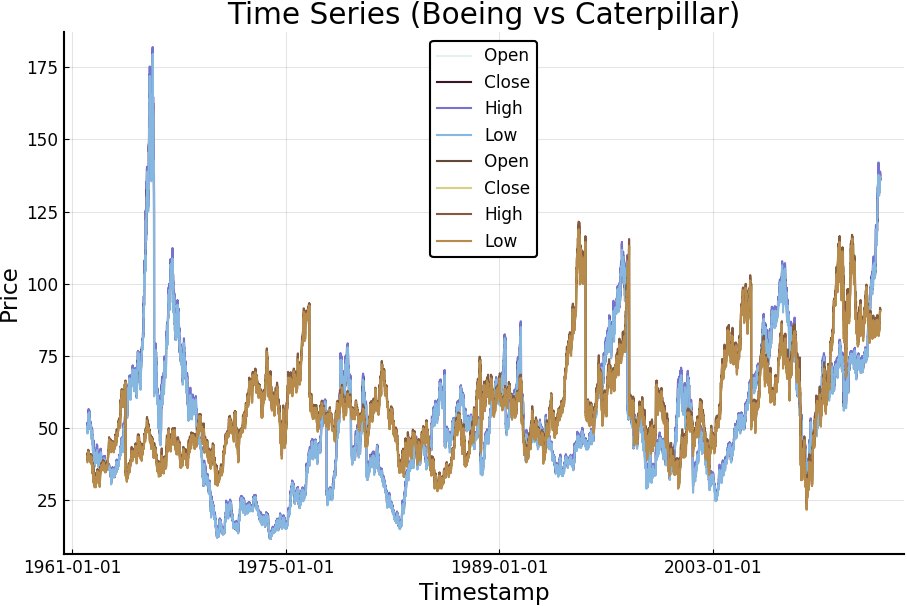 Time Series (Boeing vs Caterpillar)
Open
Close
High
Low
Open
Close
High
Low
175
150
125
100
75
50
25
Price
1961-01-01
1975-01-01
1989-01-01
2003-01-01
Timestamp